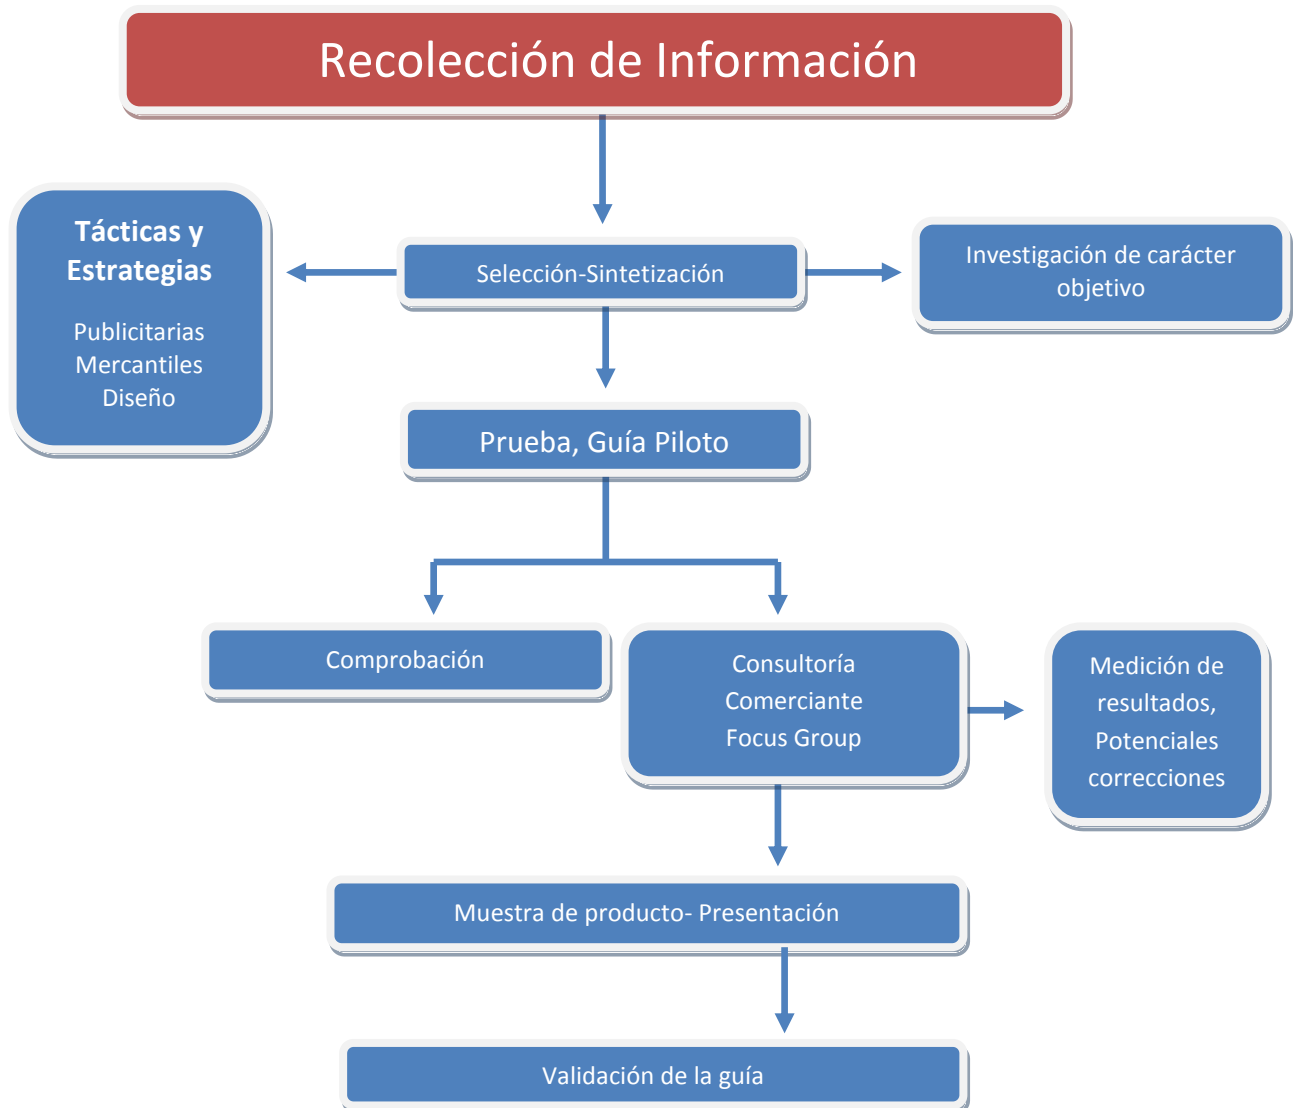 Recolección de Información
Tácticas y
Estrategias
Publicitarias
Mercantiles
Diseño
Selección-Sintetización
Investigación de carácter
objetivo
Prueba, Guía Piloto
Comprobación
Consultoría
Comerciante
Focus Group
Medición de
resultados,
Potenciales
correcciones
Muestra de producto- Presentación
Validación de la guía